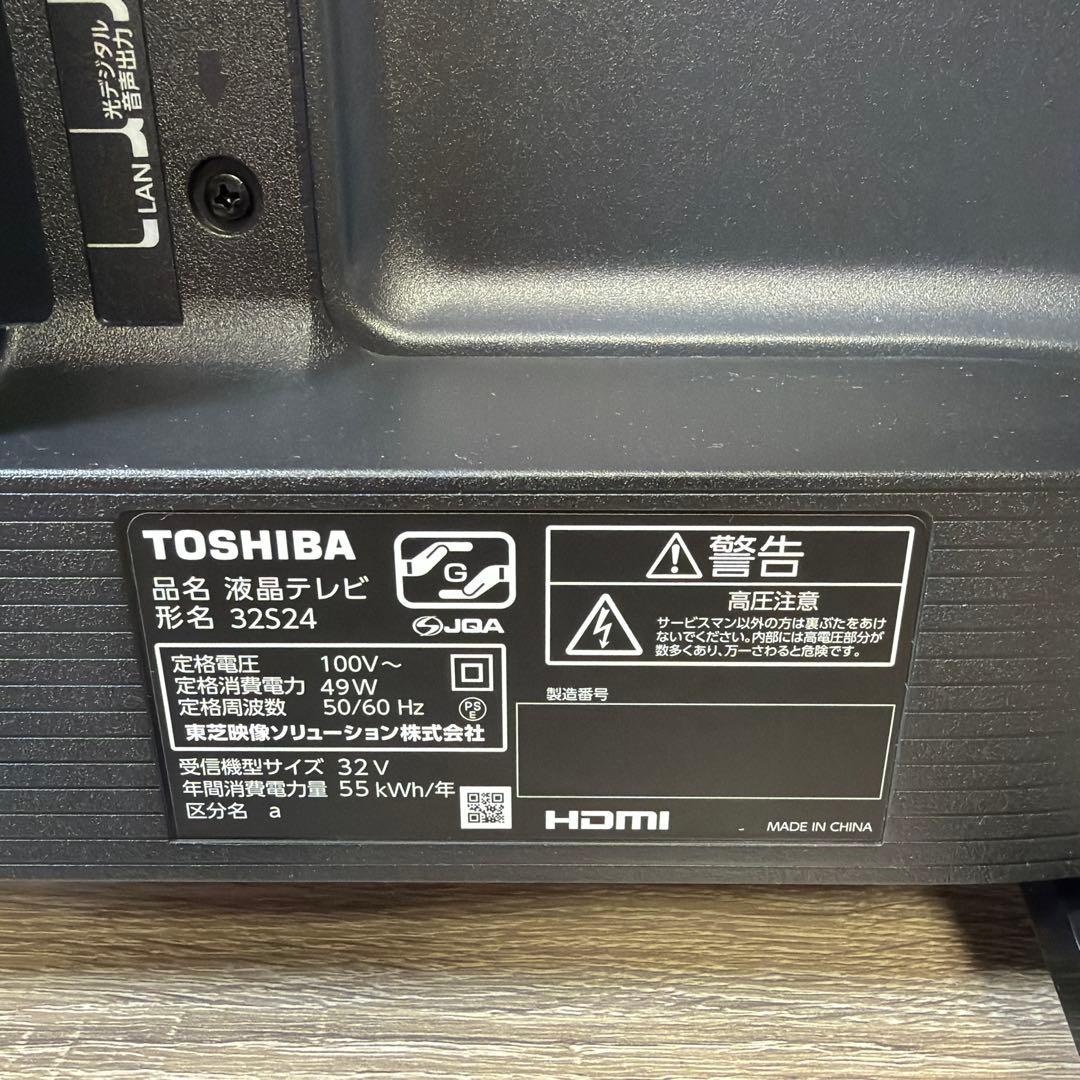 光デジタル
音声出力
LAN
TOSHIBA
品名 液晶テレビ
形名 32S24
G
JQA
定格電圧 100V～
定格消費電力 49W
定格周波数 50/60 Hz
PS
E
東芝映像ソリューション株式会社
受信機型サイズ 32V
年間消費電力量 55 kWh/年
区分名 a
警告
高圧注意
サービスマン以外の方は裏ぶたをあけ
ないでください。内部には高電圧部分が
数多くあり、万一さわると危険です。
製造番号
HDMI
MADE IN CHINA